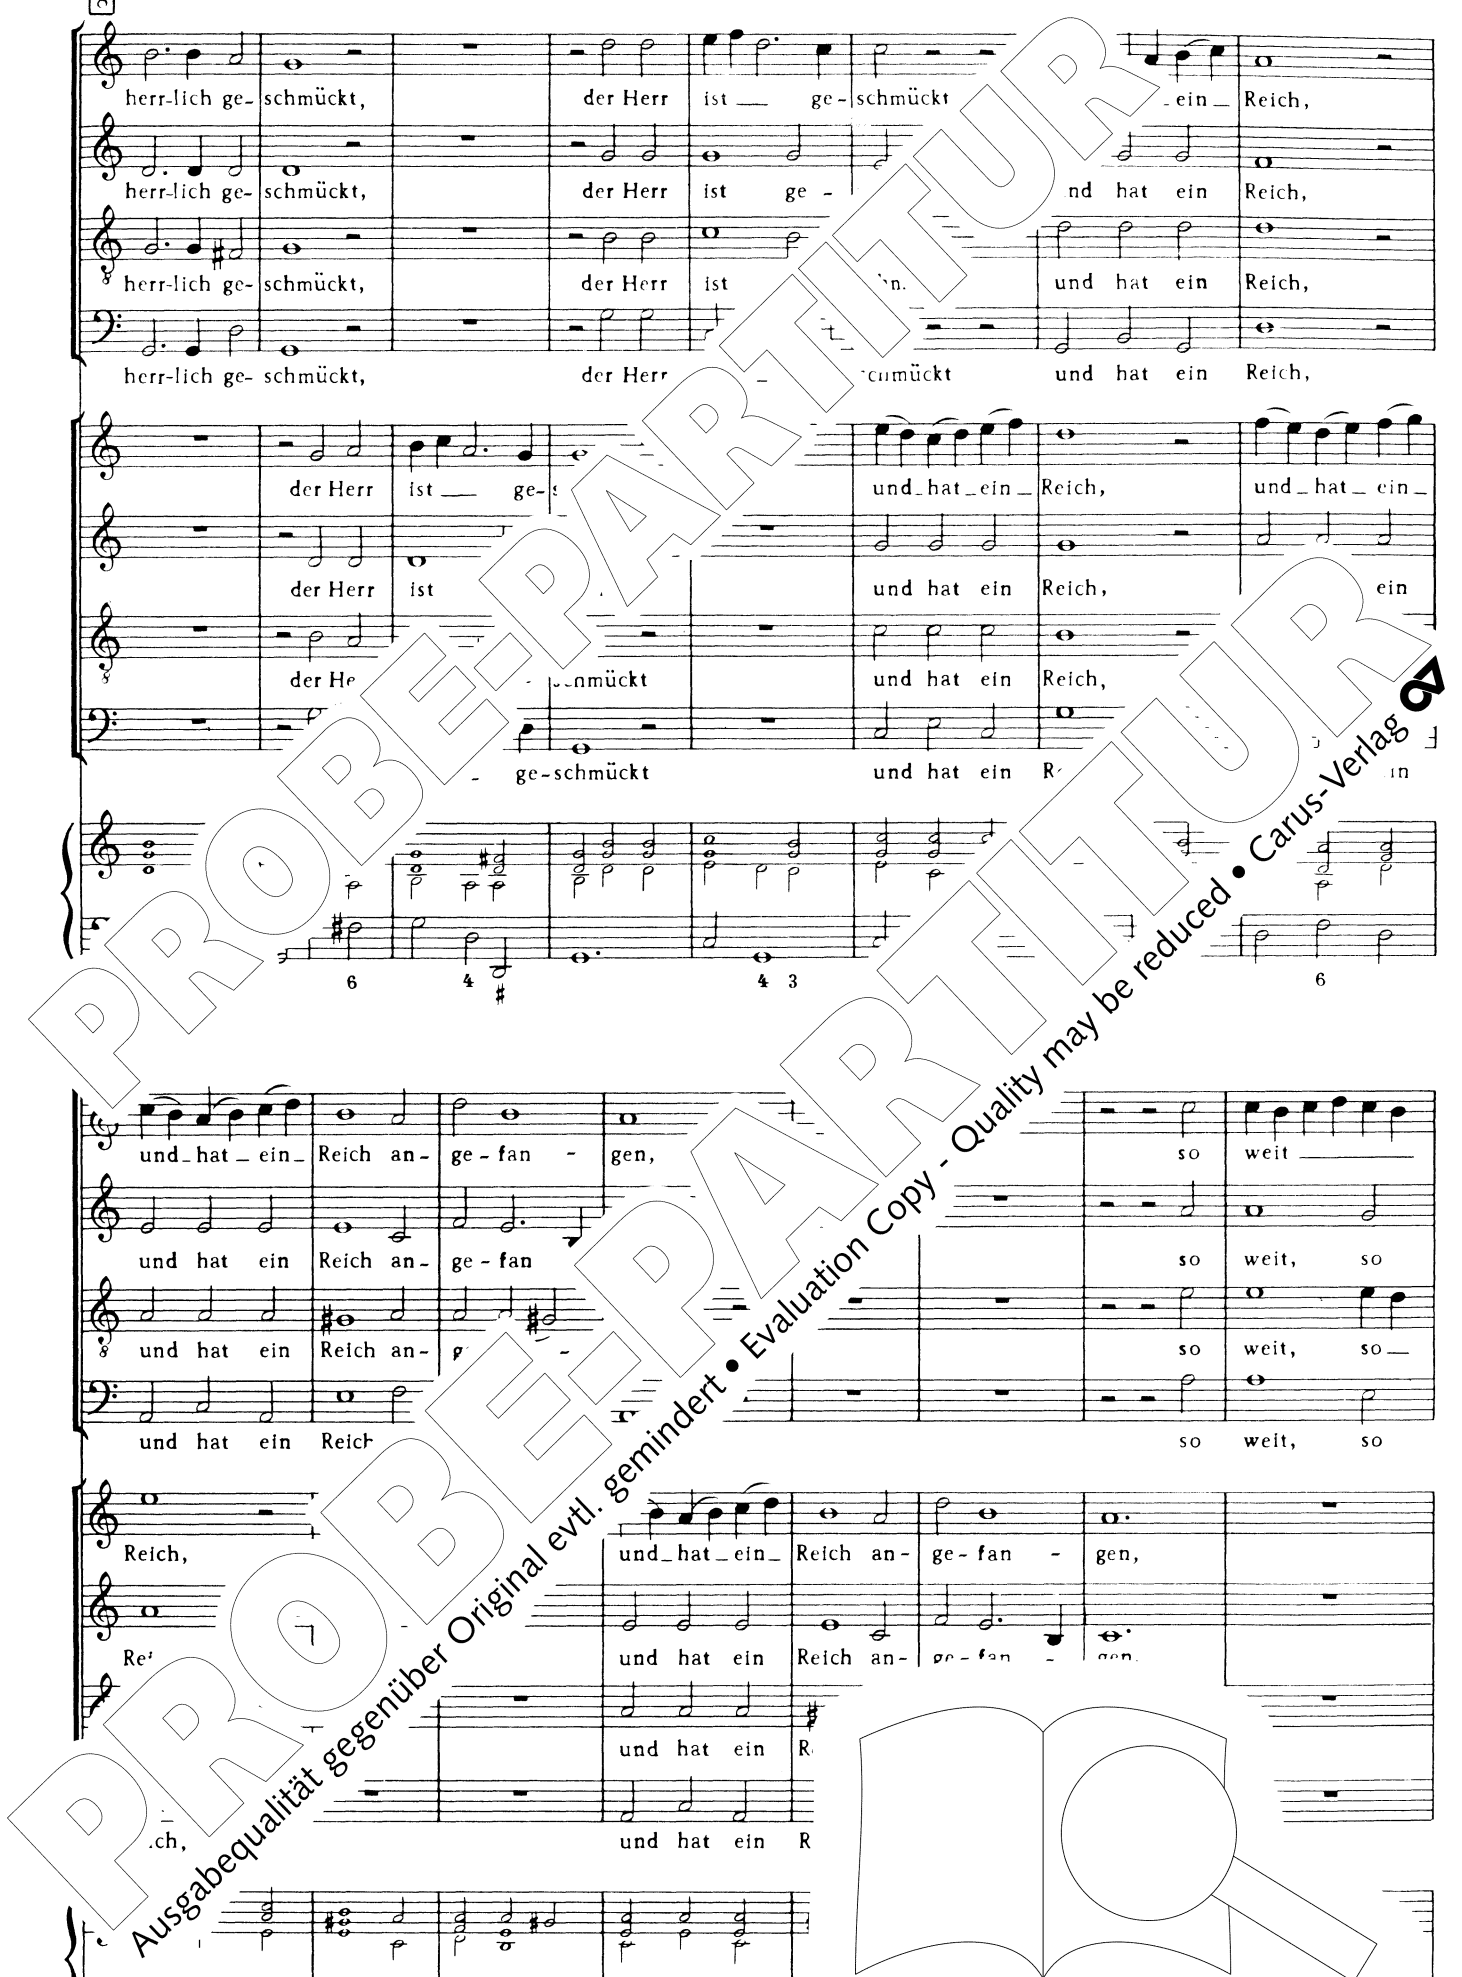 herr-lich ge- schmückt, der Herr ist ge- schmückt ein Reich,
herr-lich ge- schmückt, der Herr ist ge - hat ein Reich,
herr-lich ge- schmückt, der Herr ist und hat ein Reich,
herr-lich ge- schmückt, der Herr schmückt und hat ein Reich,
der Herr ist ge- und hat ein Reich, und hat ein
der Herr ist und hat ein Reich, ein
der schmückt und hat ein Reich,
ge-schmückt und hat ein
6 4 # 4 3 6
und hat ein Reich an- ge-fan - gen, so weit
und hat ein Reich an- ge-fan so weit, so
und hat ein Reich an- - so weit, so
und hat ein Reich so weit, so
Reich, und hat ein Reich an- ge-fan - gen,
und hat ein Reich an- ge-fan - gen,
und hat ein
und hat ein
PROBE-PARTITUR
PROBE-PARTITUR
Ausgabequalität gegenüber Original evtl. gemindert • Evaluation Copy - Quality may be reduced • Carus-Verlag